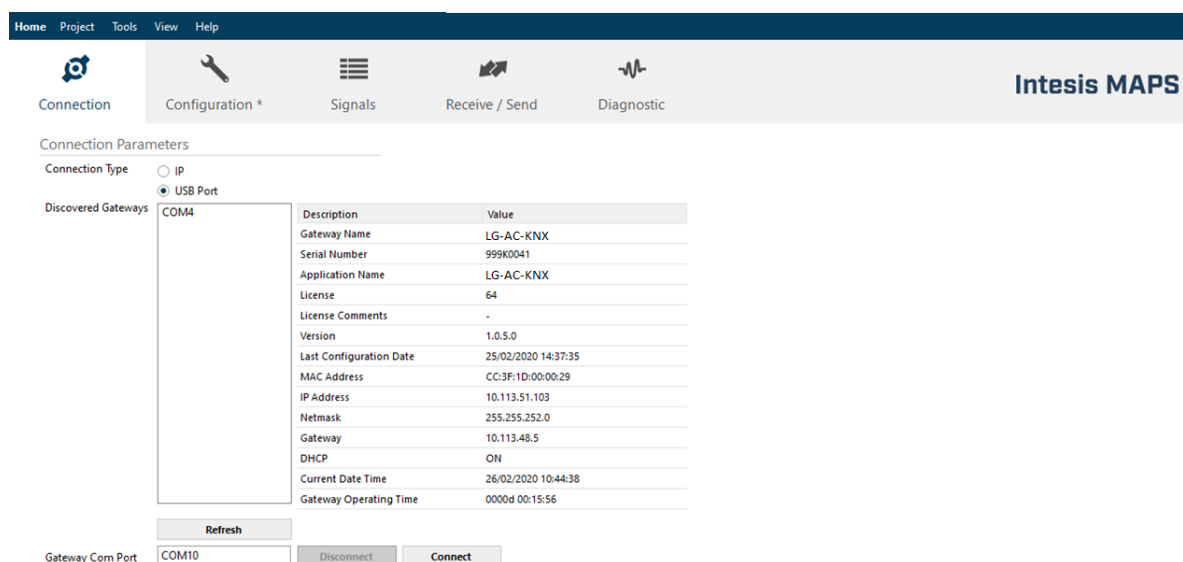 Home Project Tools View Help
Connection Configuration * Signals Receive / Send Diagnostic
Intesis MAPS
Connection Parameters
Connection Type IP
USB Port
Discovered Gateways COM4
Description Value
Gateway Name LG-AC-KNX
Serial Number 999K0041
Application Name LG-AC-KNX
License 64
License Comments -
Version 1.0.5.0
Last Configuration Date 25/02/2020 14:37:35
MAC Address CC:3F:1D:00:00:29
IP Address 10.113.51.103
Netmask 255.255.252.0
Gateway 10.113.48.5
DHCP ON
Current Date Time 26/02/2020 10:44:38
Gateway Operating Time 0000d 00:15:56
Refresh
Gateway Com Port COM10 Disconnect Connect